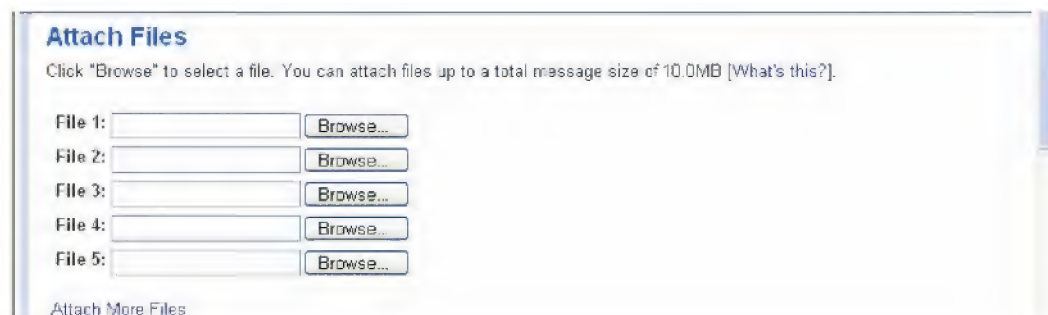 Attach Files
Click "Browse" to select a file. You can attach files up to a total message size of 10.0MB [What's this?].
File 1: Browse...
File 2: Browse...
File 3: Browse...
File 4: Browse...
File 5: Browse...
Attach More Files